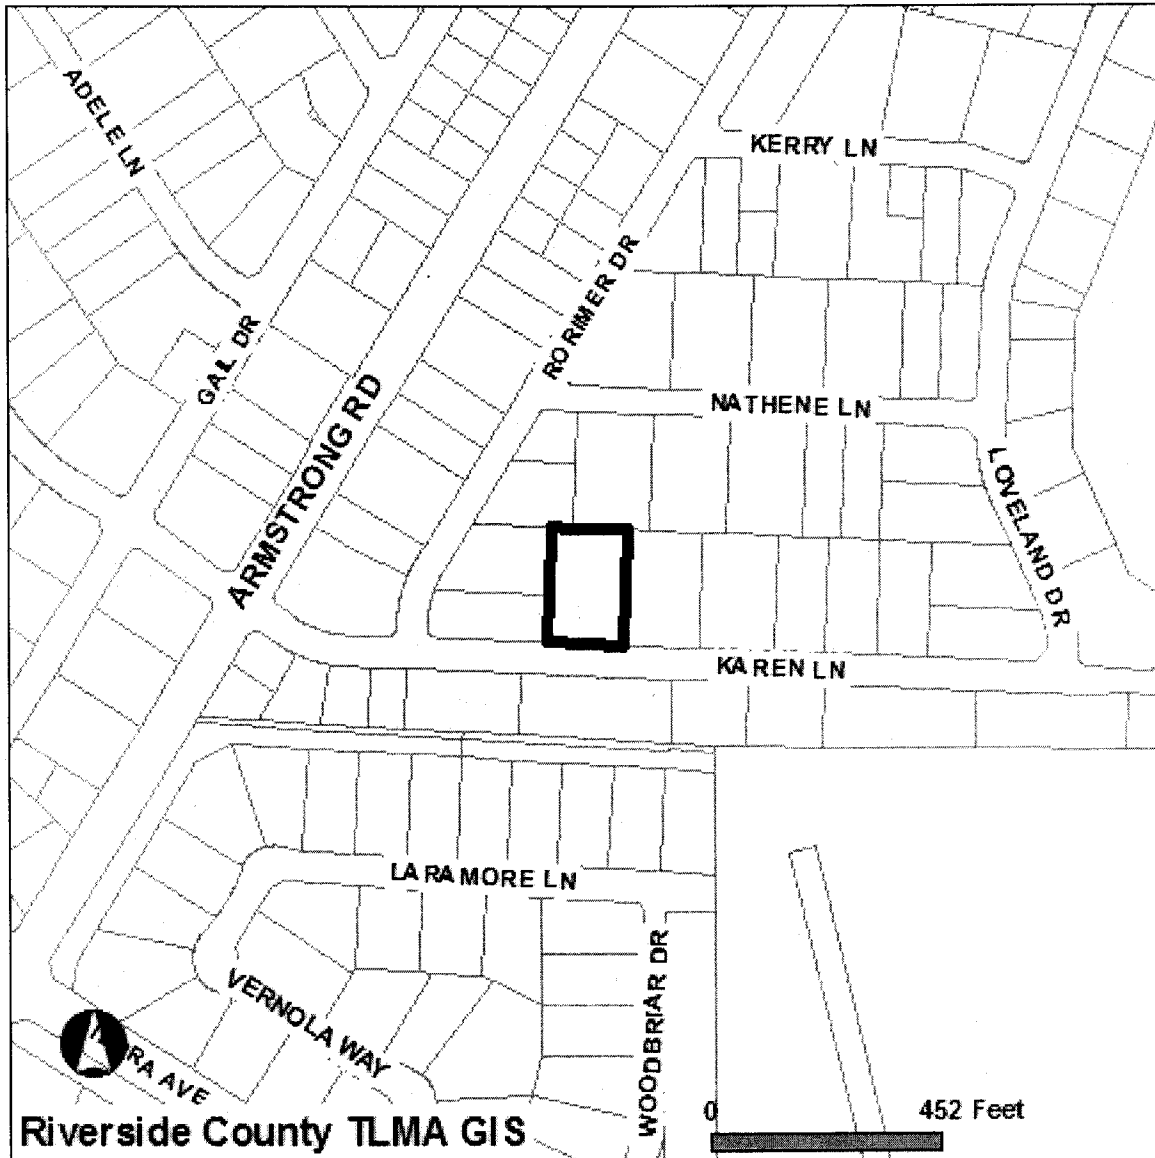 ADELE LN
KERRY LN
RORIMER DR
GAIL DR
NATHENE LN
ARMSTRONG RD
LOVELAND DR
KAREN LN
LARAMORE LN
VERNOLA WAY
WOODBRIAR DR
RA AVE
0 452 Feet
Riverside County TLMA GIS